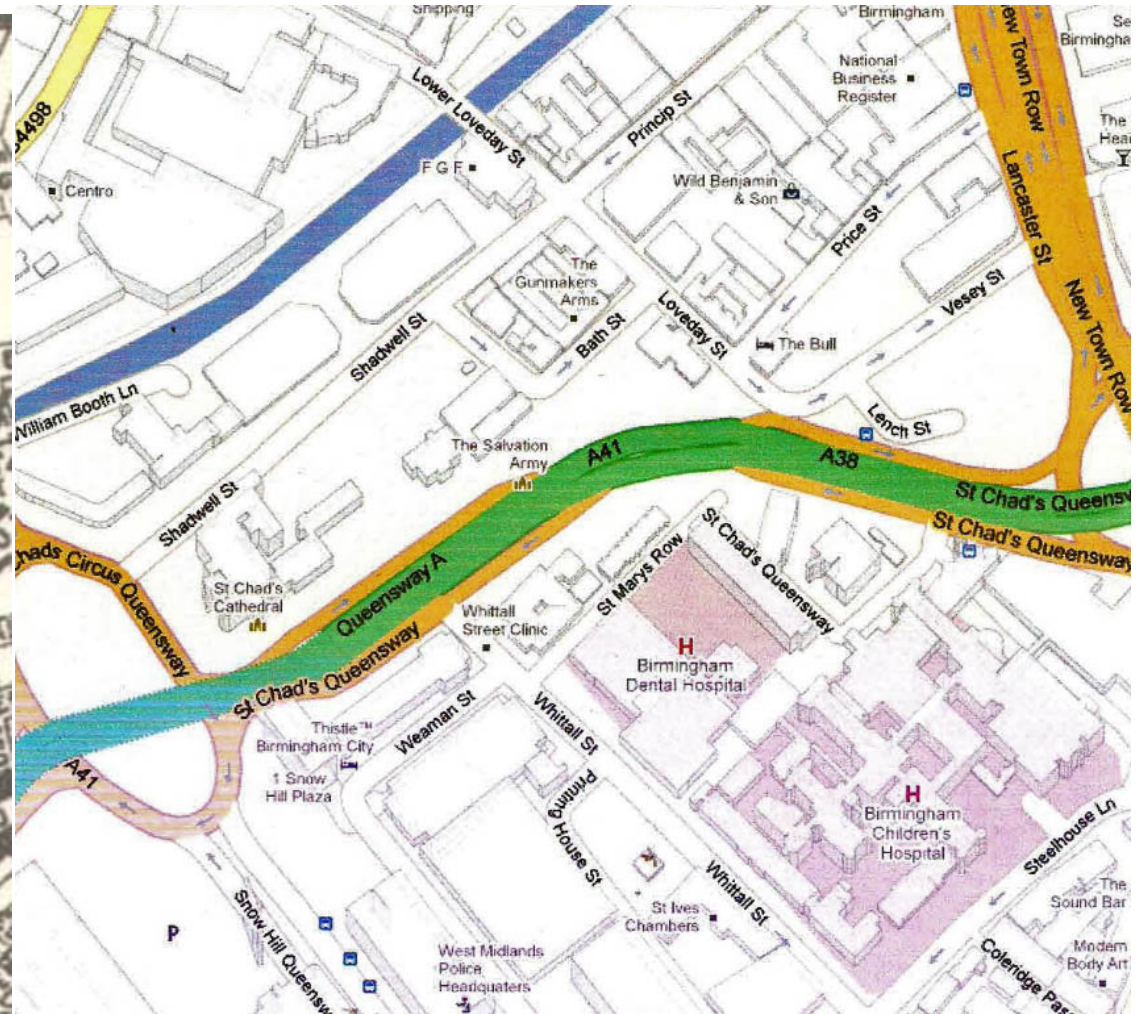 Shipping
Birmingham
New Town Row
National
Business
Register
The
A4498
Lower Loveday St
Princip St
F G F
Centro
Wild Benjamin
& Son
Price St
Lancaster St
The
Gunmakers
Arms
Vesey St
New Town Row
Loveday St
Bath St
Shadwell St
The Bull
William Booth Ln
Lench St
The Salvation
Army
A41
A38
St Chad's Queensw
St Chad's Queensway
Shadwell St
Chads Circus Queensway
St Chad's
Cathedral
Queensway A
St Chad's Queensway
Whittall
Street Clinic
St Marys Row
St Chad's Queensway
H
Birmingham
Dental Hospital
Thistle™
Birmingham City
Weaman St
Whittall St
1 Snow
Hill Plaza
A41
Printing House St
H
Birmingham
Children's
Hospital
Steelhouse Ln
Whittall St
St Ives
Chambers
The
Sound Bar
P
Snow Hill Queensw
West Midlands
Police
Headquaters
Modern
Body Art
Coleridge Pas